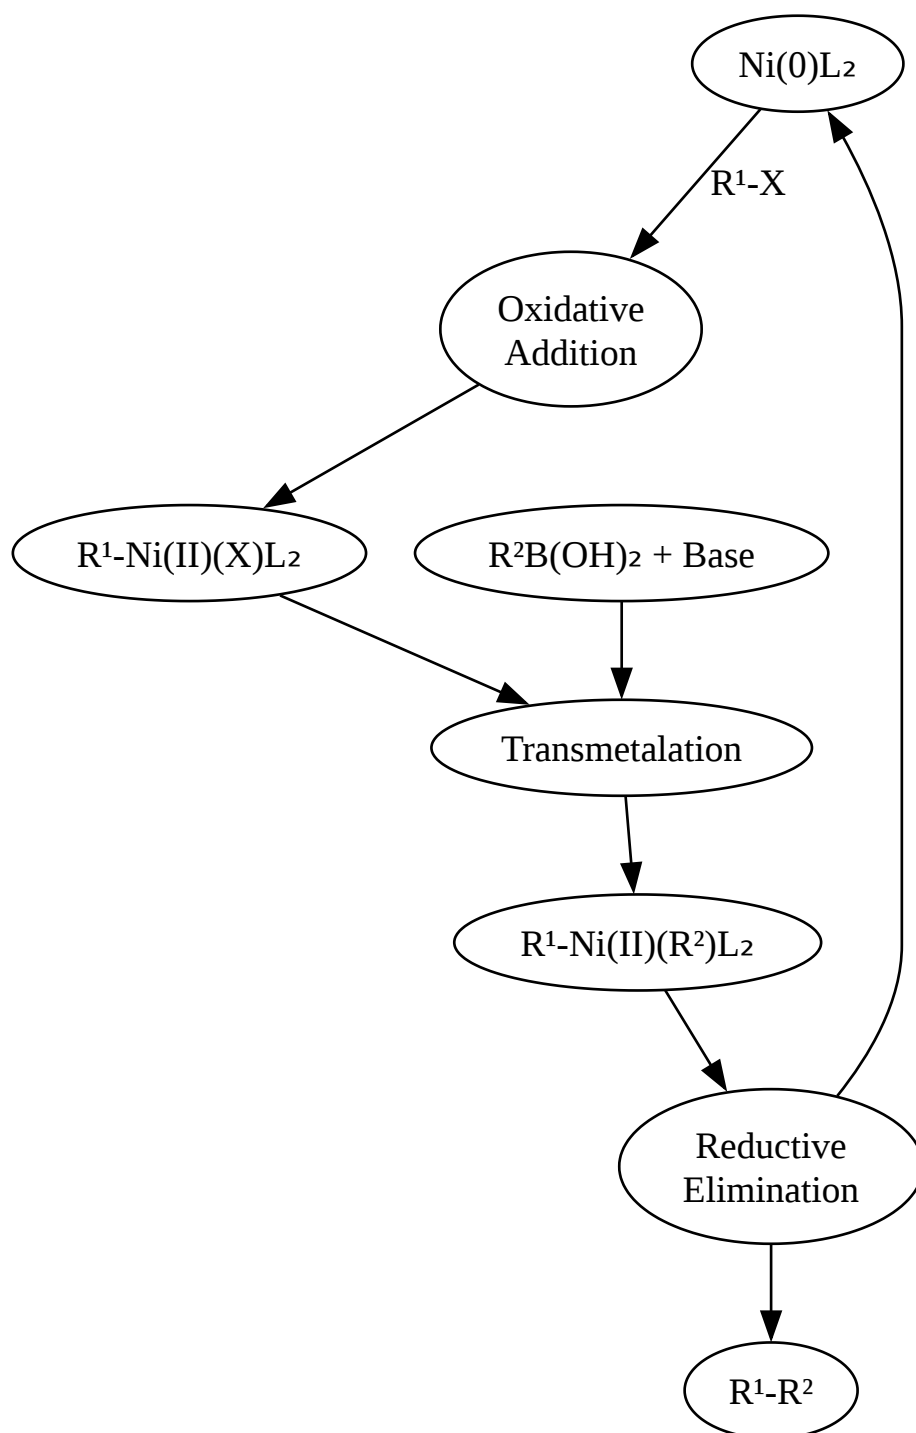 Ni(0)L₂
R¹-X
Oxidative
Addition
R¹-Ni(II)(X)L₂
R²B(OH)₂ + Base
Transmetalation
R¹-Ni(II)(R²)L₂
Reductive
Elimination
R¹-R²